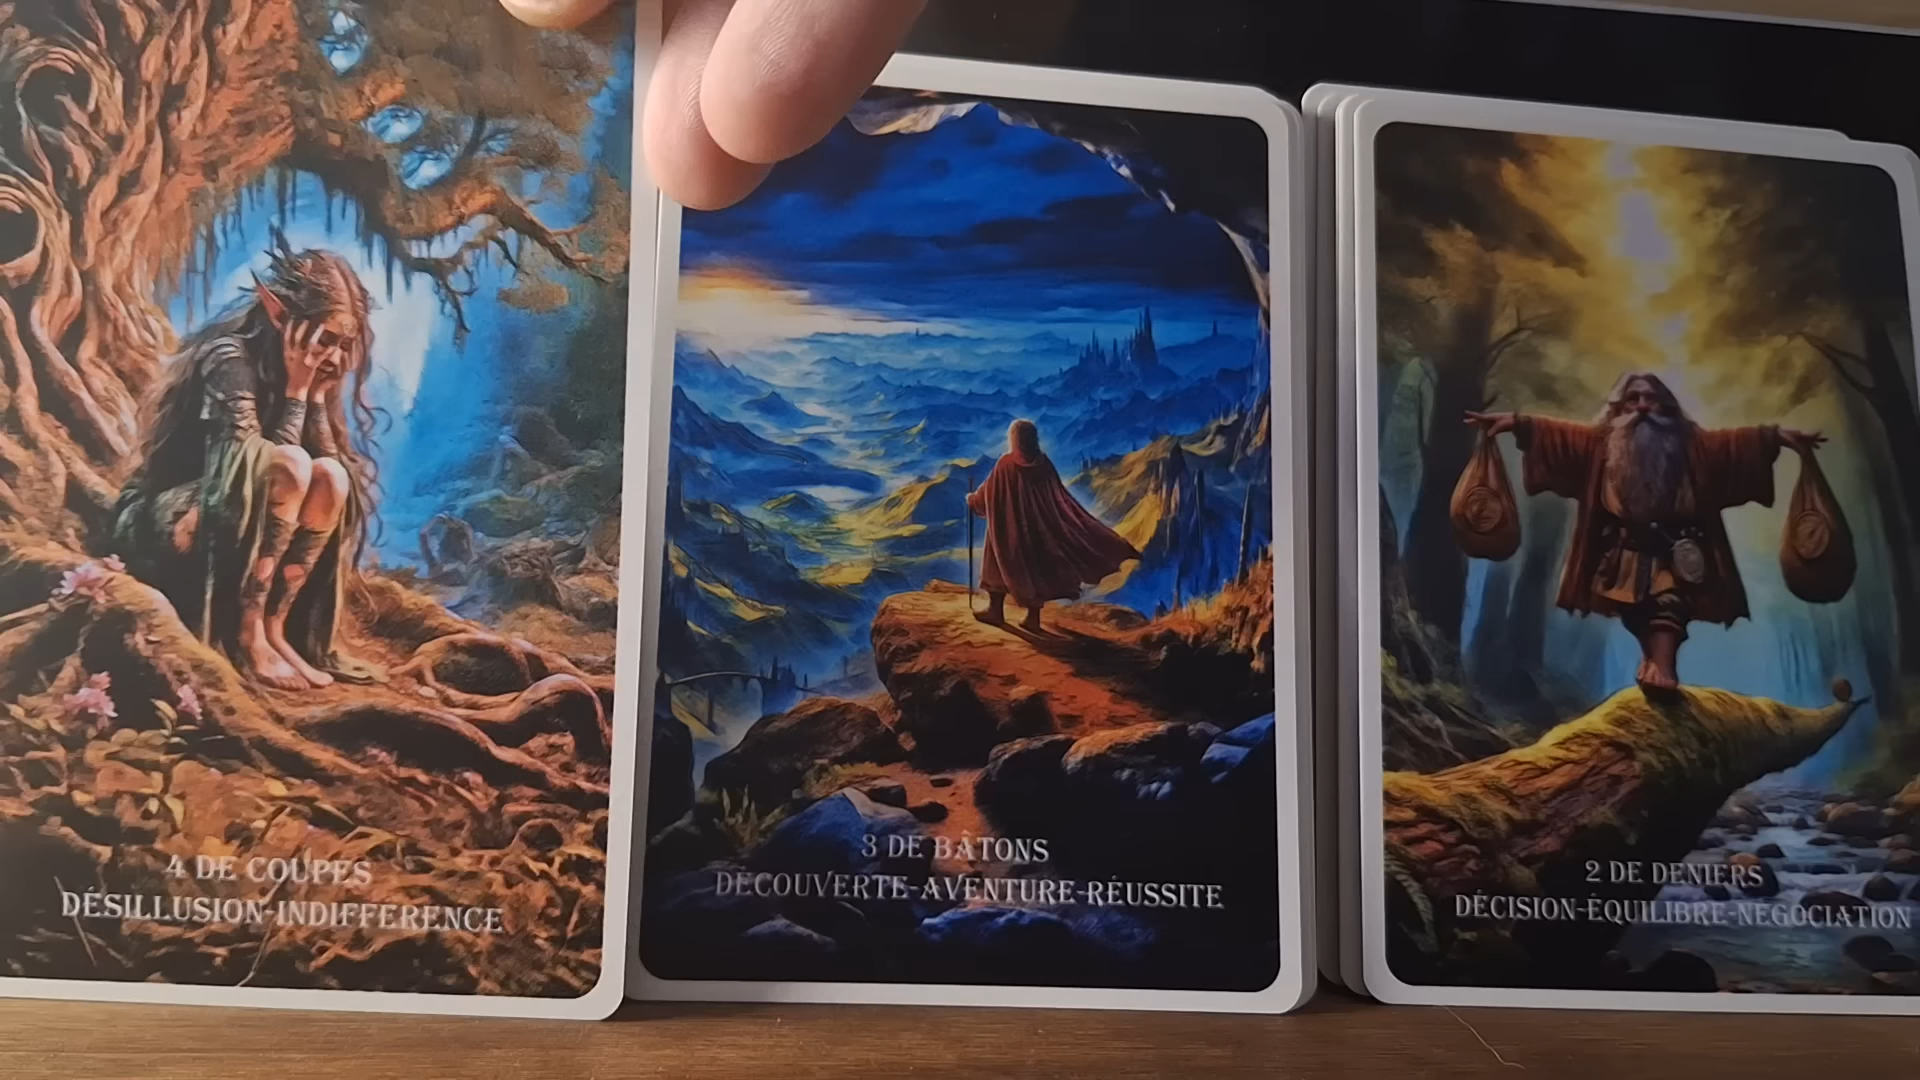 4 DE COUPES
DÉSILLUSION-INDIFFERENCE
3 DE BÂTONS
DÉCOUVERTE-AVENTURE-RÉUSSITE
2 DE DENIERS
DÉCISION-ÉQUILIBRE-NEGOCIATION